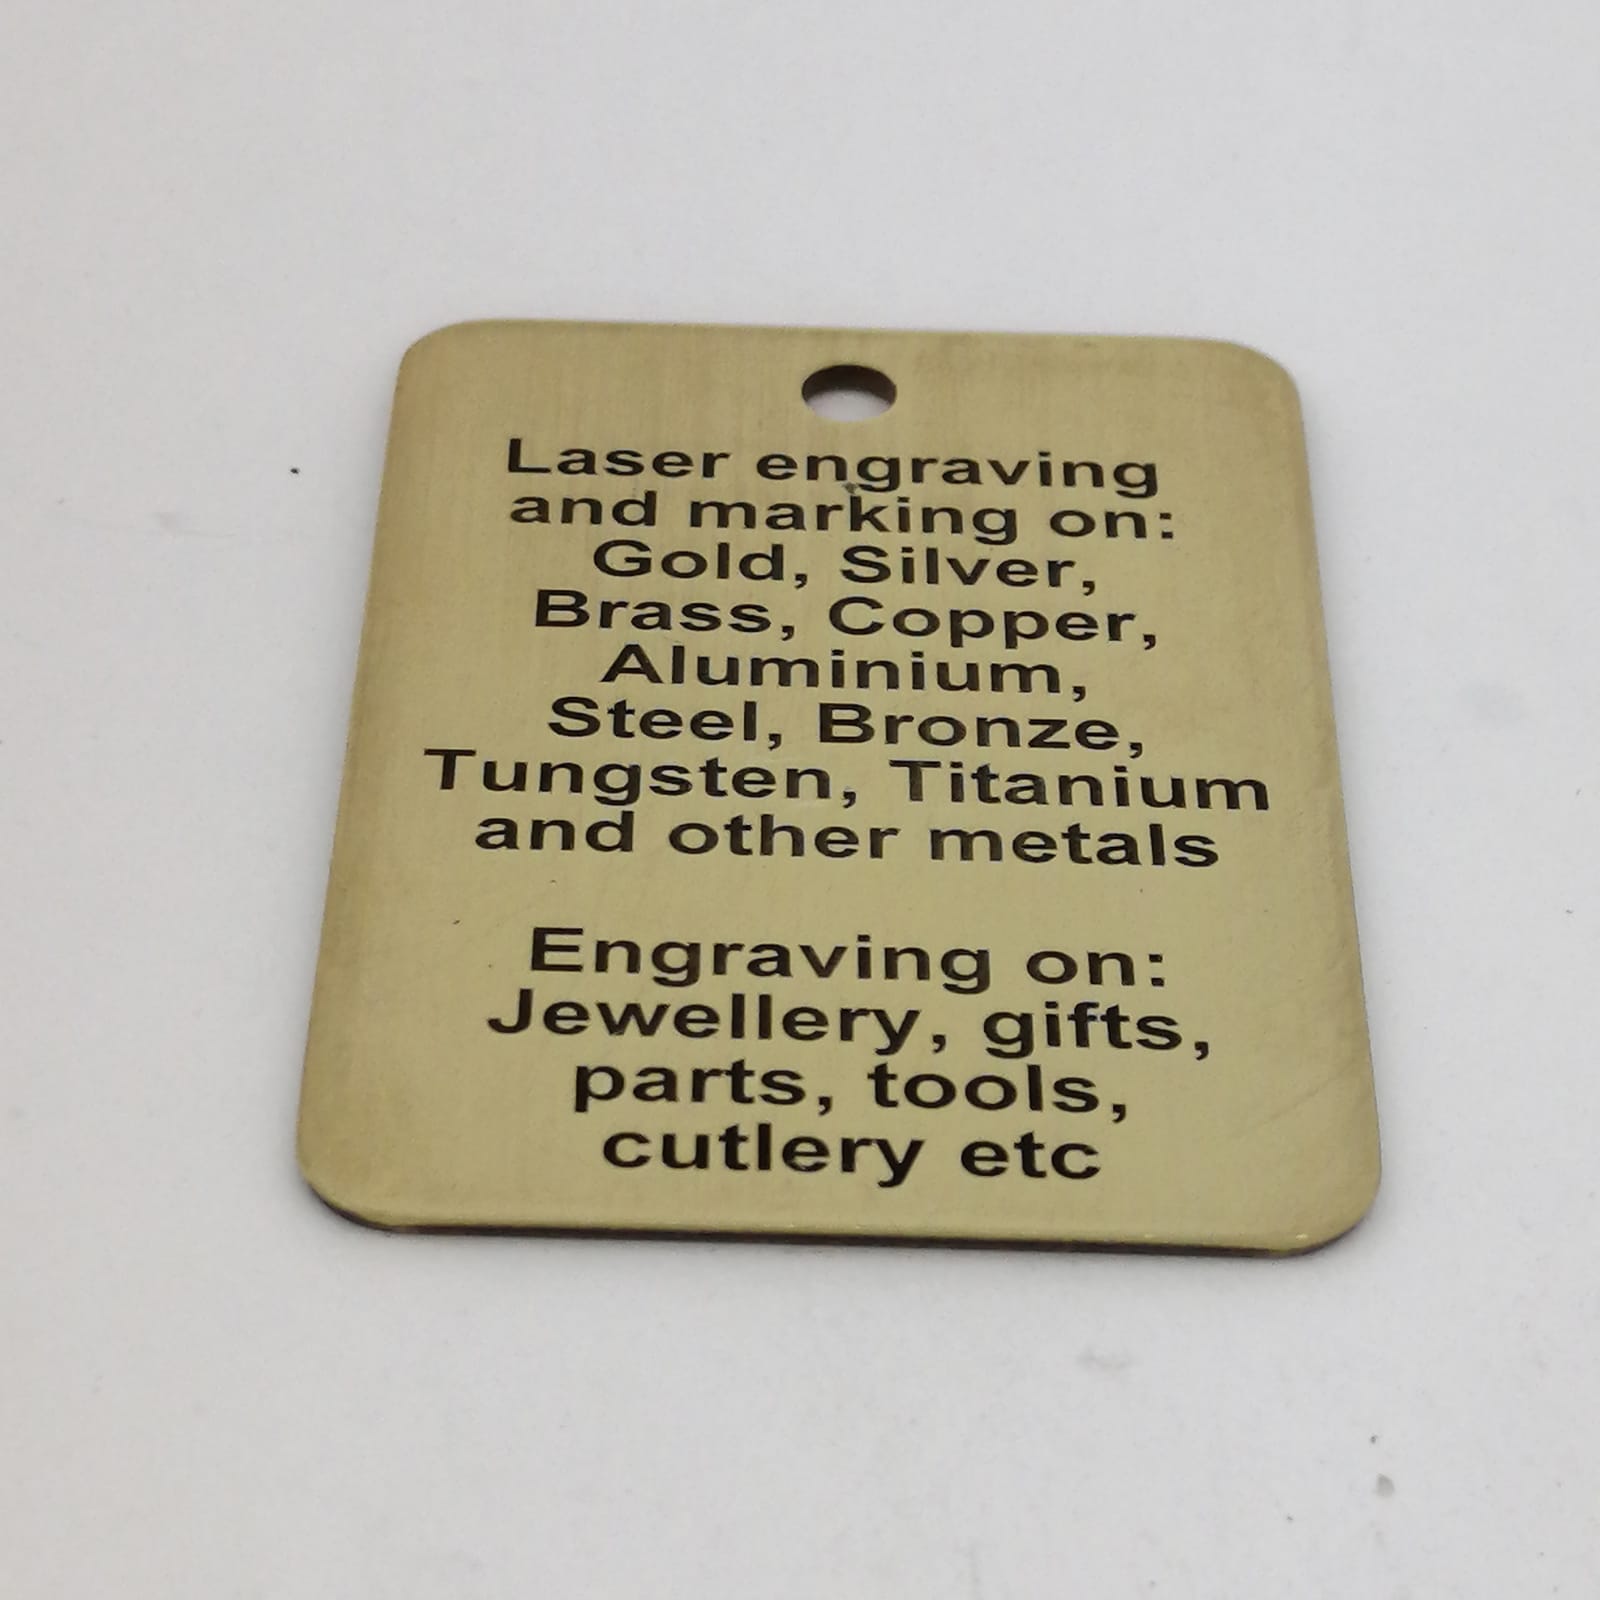 Laser engraving
and marking on:
Gold, Silver,
Brass, Copper,
Aluminium,
Steel, Bronze,
Tungsten, Titanium
and other metals
Engraving on:
Jewellery, gifts,
parts, tools,
cutlery etc